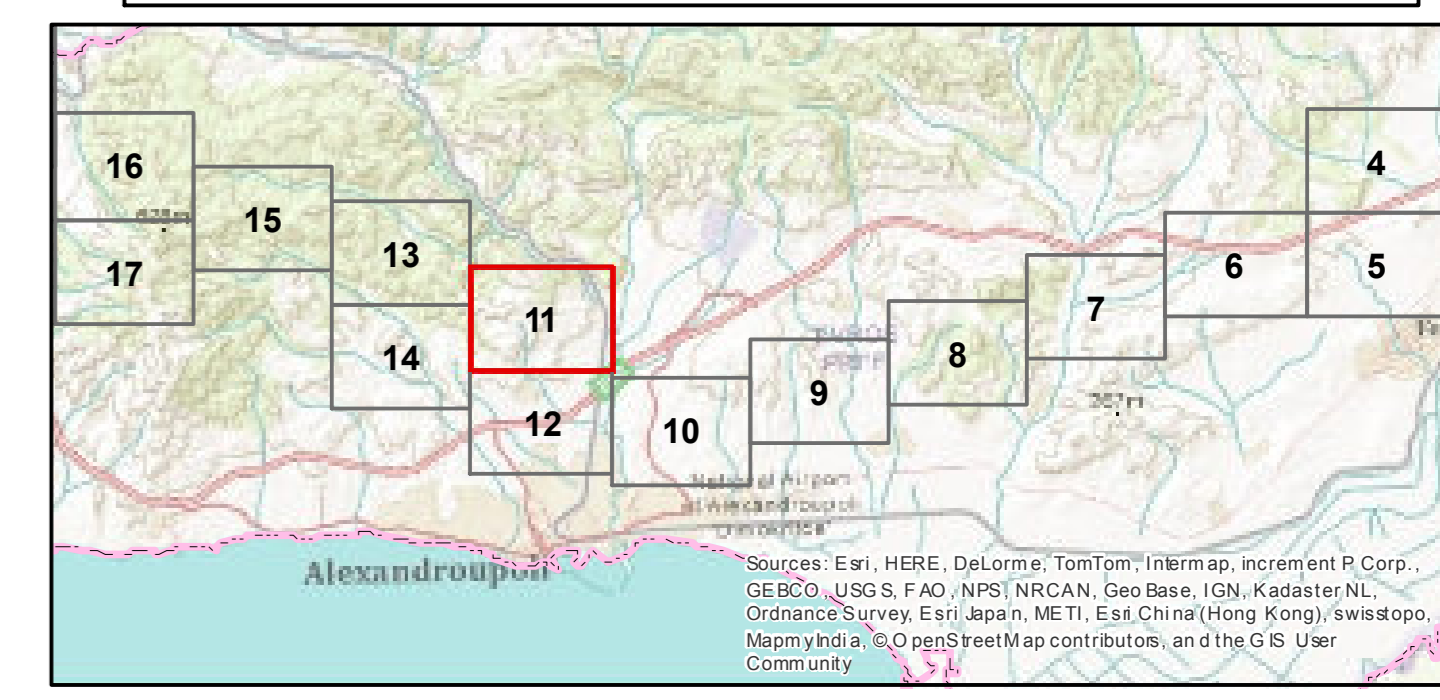 4
16
15
13
6
5
17
7
11
14
8
9
12
10
National Airport
Alexandroupoli
Sources: Esri, HERE, DeLorme, TomTom, Intermap, increment P Corp.,
GEBCO, USGS, FAO, NPS, NRCAN, GeoBase, IGN, Kadaster NL,
Ordnance Survey, Esri Japan, METI, Esri China (Hong Kong), swisstopo,
MapmyIndia, © OpenStreetMap contributors, and the GIS User
Community